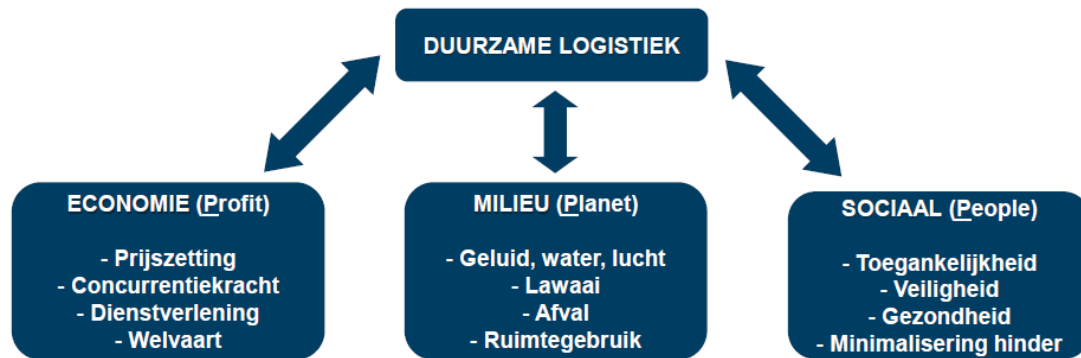 DUURZAME LOGISTIEK
ECONOMIE (Profit)
- Prijszetting
- Concurrentiekracht
- Dienstverlening
- Welvaart
MILIEU (Planet)
- Geluid, water, lucht
- Lawaai
- Afval
- Ruimtegebruik
SOCIAAL (People)
- Toegankelijkheid
- Veiligheid
- Gezondheid
- Minimalisering hinder